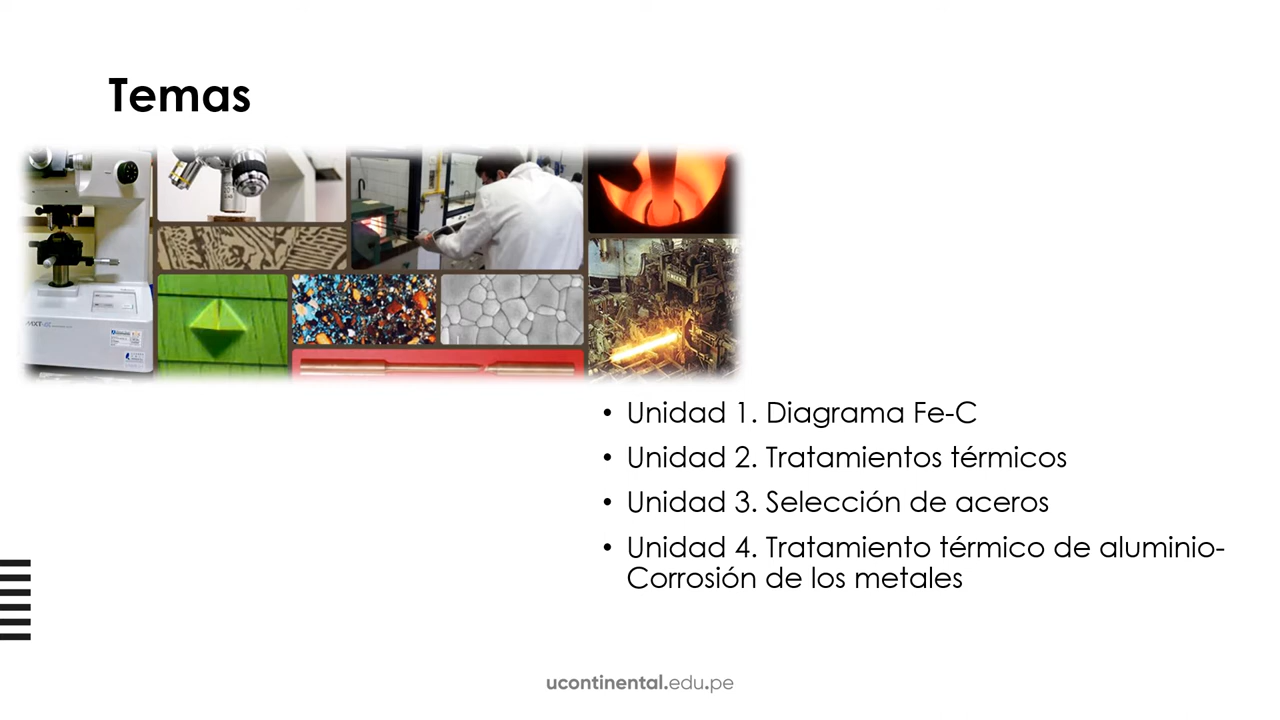 Temas
• Unidad 1. Diagrama Fe-C
• Unidad 2. Tratamientos térmicos
• Unidad 3. Selección de aceros
• Unidad 4. Tratamiento térmico de aluminio-
Corrosión de los metales
ucontinental.edu.pe